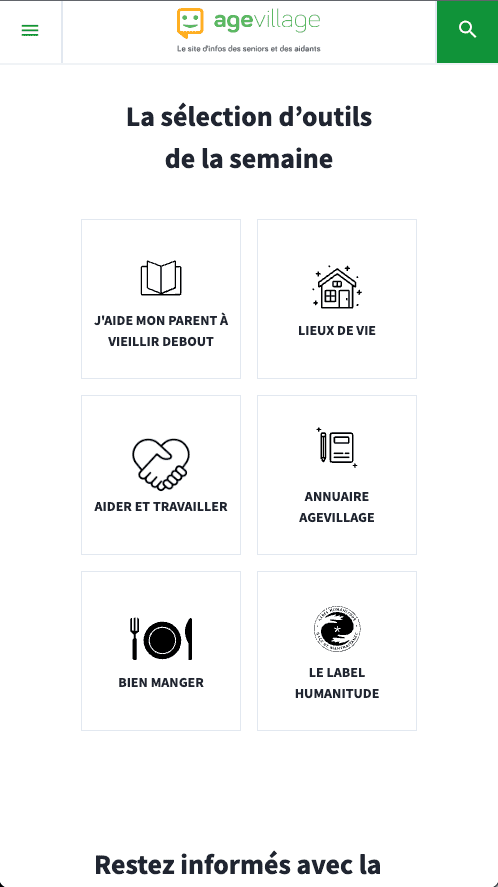 agevillage
Le site d'infos des seniors et des aidants
La sélection d’outils
de la semaine
J'AIDE MON PARENT À
VIEILLIR DEBOUT
LIEUX DE VIE
AIDER ET TRAVAILLER
ANNUAIRE
AGEVILLAGE
BIEN MANGER
LE LABEL
HUMANITUDE
Restez informés avec la